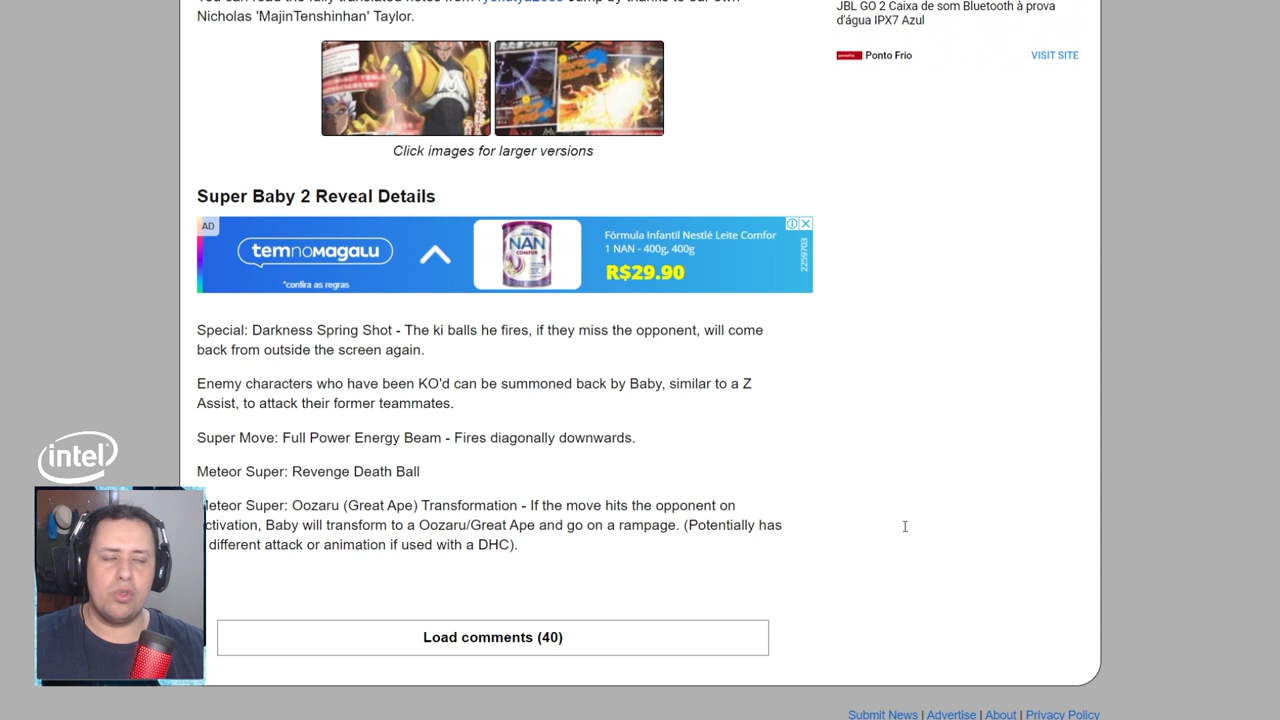 Nicholas 'MajinTenshinhan' Taylor.
Click images for larger versions
Super Baby 2 Reveal Details
AD
temnomagalu
*confira as regras
NAN
COMFOR
1
Fórmula Infantil Nestlé Leite Comfor
1 NAN - 400g, 400g
R$29.90
2259703
Special: Darkness Spring Shot - The ki balls he fires, if they miss the opponent, will come
back from outside the screen again.
Enemy characters who have been KO'd can be summoned back by Baby, similar to a Z
Assist, to attack their former teammates.
Super Move: Full Power Energy Beam - Fires diagonally downwards.
Meteor Super: Revenge Death Ball
eteor Super: Oozaru (Great Ape) Transformation - If the move hits the opponent on
ctivation, Baby will transform to a Oozaru/Great Ape and go on a rampage. (Potentially has
different attack or animation if used with a DHC).
Load comments (40)
JBL GO 2 Caixa de som Bluetooth à prova
d'água IPX7 Azul
Ponto Frio
VISIT SITE
intel
Submit News | Advertise | About | Privacy Policy